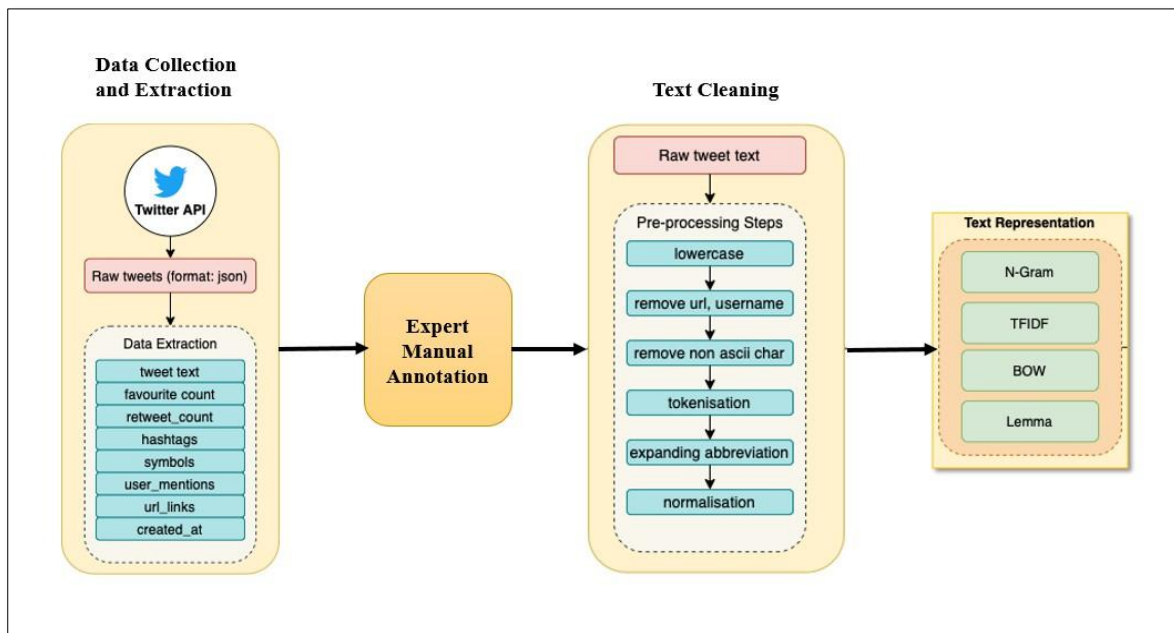 Data Collection
and Extraction
Twitter API
Raw tweets (format: json)
Data Extraction
tweet text
favourite count
retweet_count
hashtags
symbols
user_mentions
url_links
created_at
Expert
Manual
Annotation
Text Cleaning
Raw tweet text
Pre-processing Steps
lowercase
remove url, username
remove non ascii char
tokenisation
expanding abbreviation
normalisation
Text Representation
N-Gram
TFIDF
BOW
Lemma